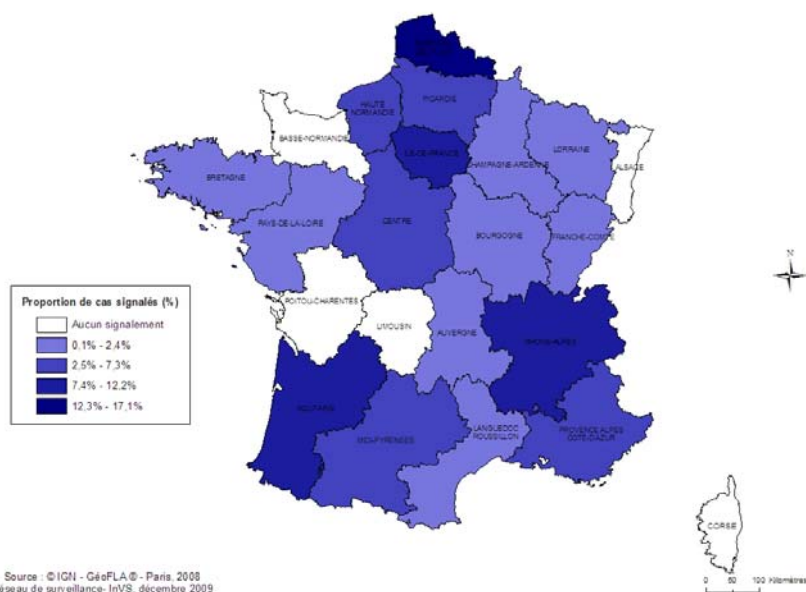 PICARDIE
HAUTE
NORMANDIE
BASSE-NORMANDIE
ILE-DE-FRANCE
CHAMPAGNE-ARDENNE
LORRAINE
ALSACE
BRETAGNE
PAYS-DE-LA-LOIRE
CENTRE
BOURGOGNE
FRANCHE-COMTE
N
Proportion de cas signalés (%)
Aucun signalement
0,1% - 2,4%
2,5% - 7,3%
7,4% - 12,2%
12,3% - 17,1%
POITOU-CHARENTES
LIMOUSIN
AUVERGNE
RHONE-ALPES
AQUITAINE
MIDI-PYRENEES
LANGUEDOC
ROUSSILLON
PROVENCE ALPES
COTE-D'AZUR
CORSE
Source : © IGN - GéoFLA® - Paris, 2008
éseau de surveillance- InVS, décembre 2009
0 50 100 Kilomètres